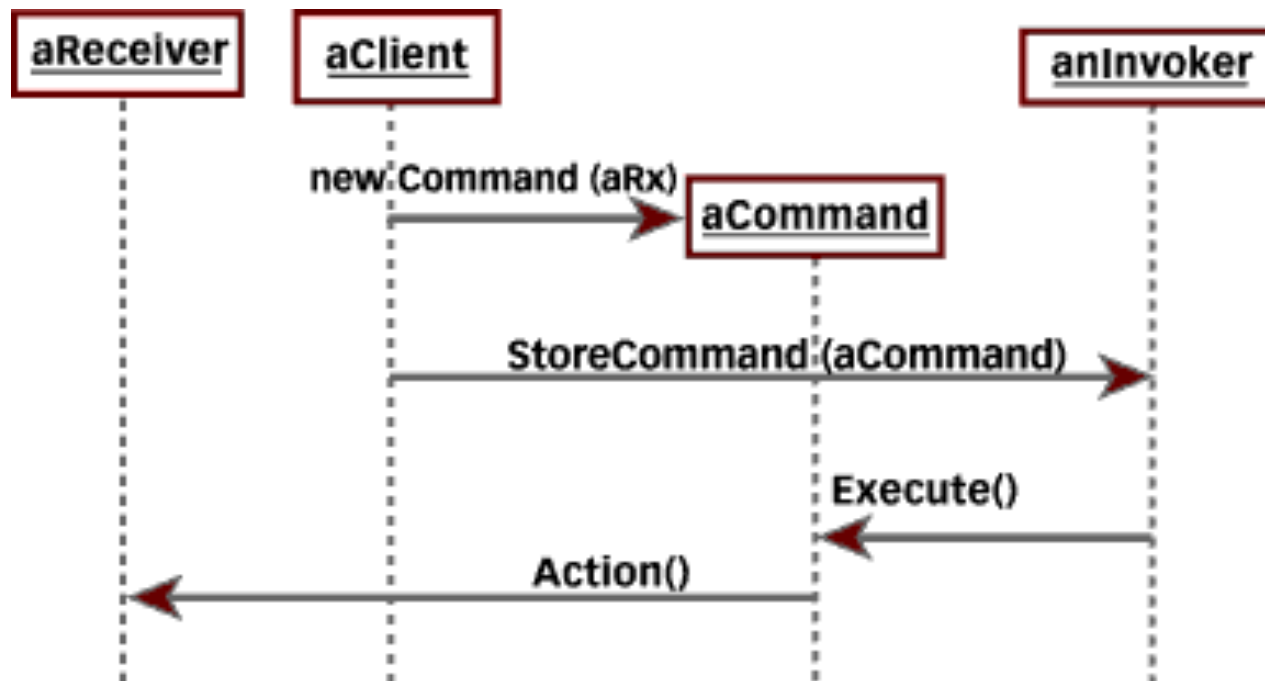 aReceiver
aClient
anInvoker
new Command (aRx)
aCommand
StoreCommand (aCommand)
Execute()
Action()